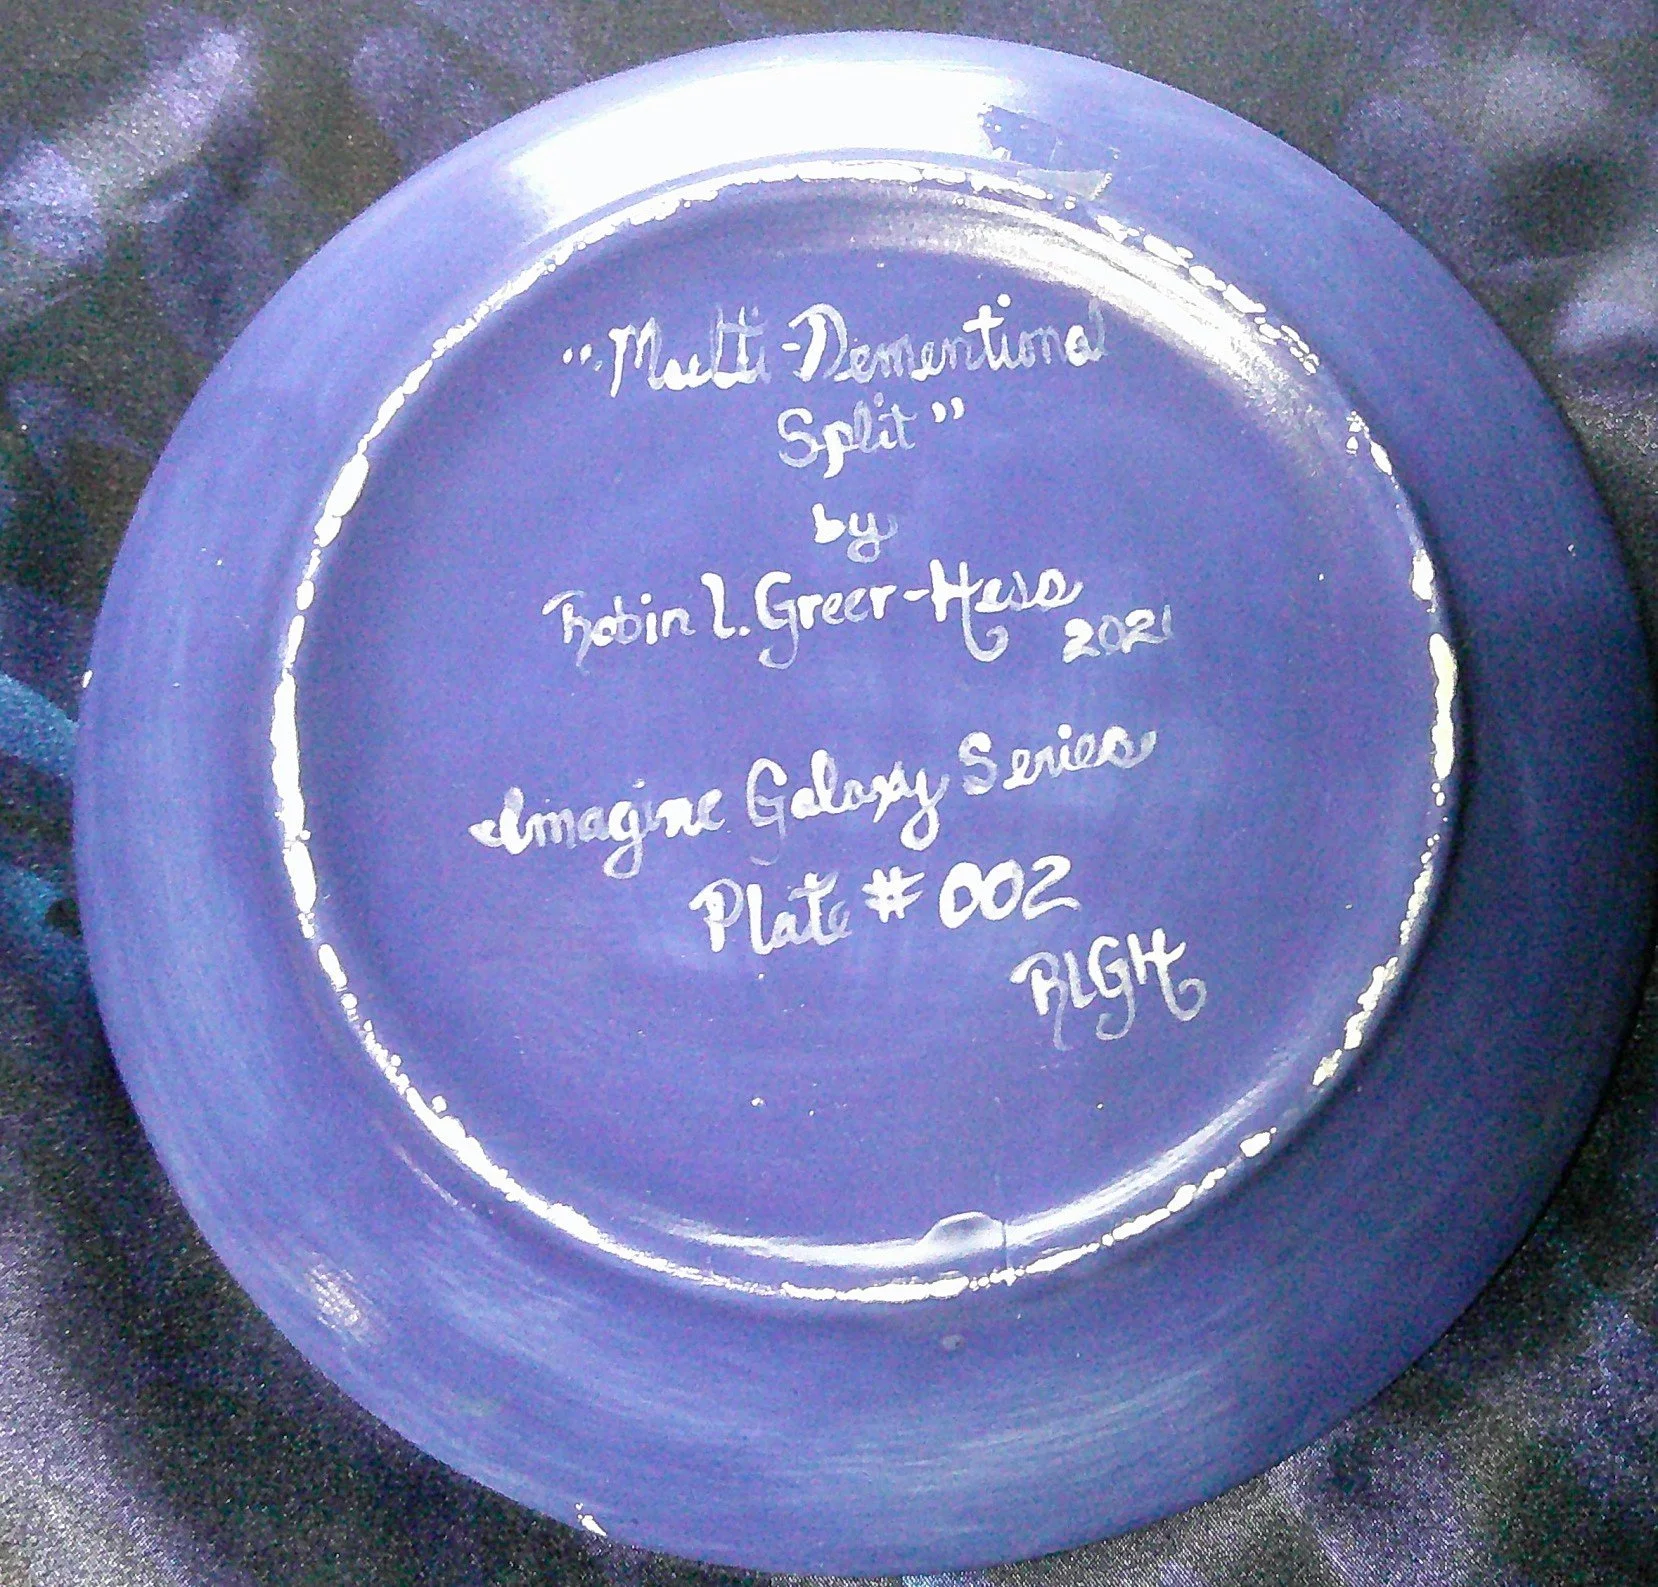 "Multi-Dementional
Split"
by
Robin L. Greer-Hess
2021
Imagine Galaxy Series
Plate # 002
RLGH